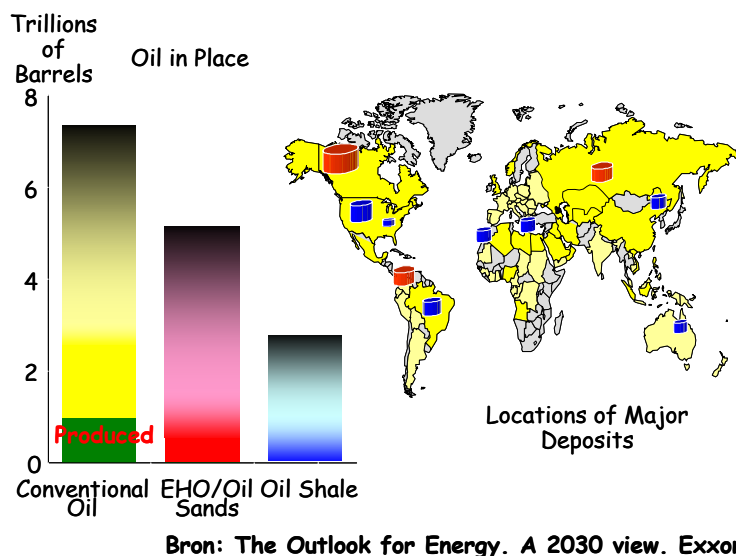 Trillions
of
Barrels
Oil in Place
8
6
4
2
0
Produced
Conventional
Oil
EHO/Oil
Sands
Oil Shale
Locations of Major
Deposits
Bron: The Outlook for Energy. A 2030 view. Exxon